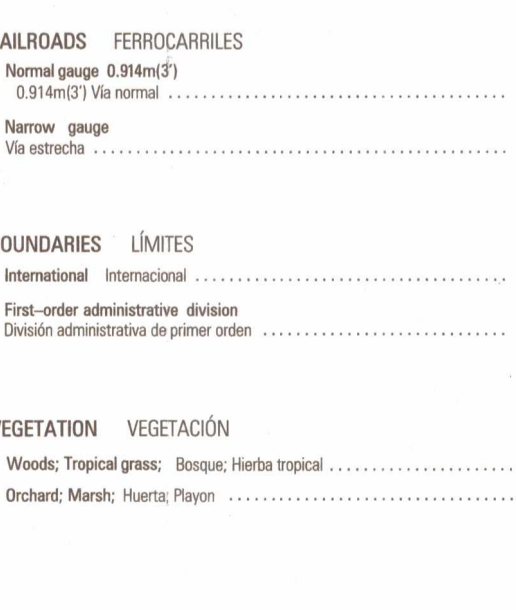 AILROADS FERROCARRILES
Normal gauge 0.914m(3')
0.914m(3') Vía normal ................................................
Narrow gauge
Vía estrecha ..........................................................
OUNDARIES LÍMITES
International Internacional ...........................................
First–order administrative division
División administrativa de primer orden ..................................
EGETATION VEGETACIÓN
Woods; Tropical grass; Bosque; Hierba tropical ..........................
Orchard; Marsh; Huerta; Playon ........................................